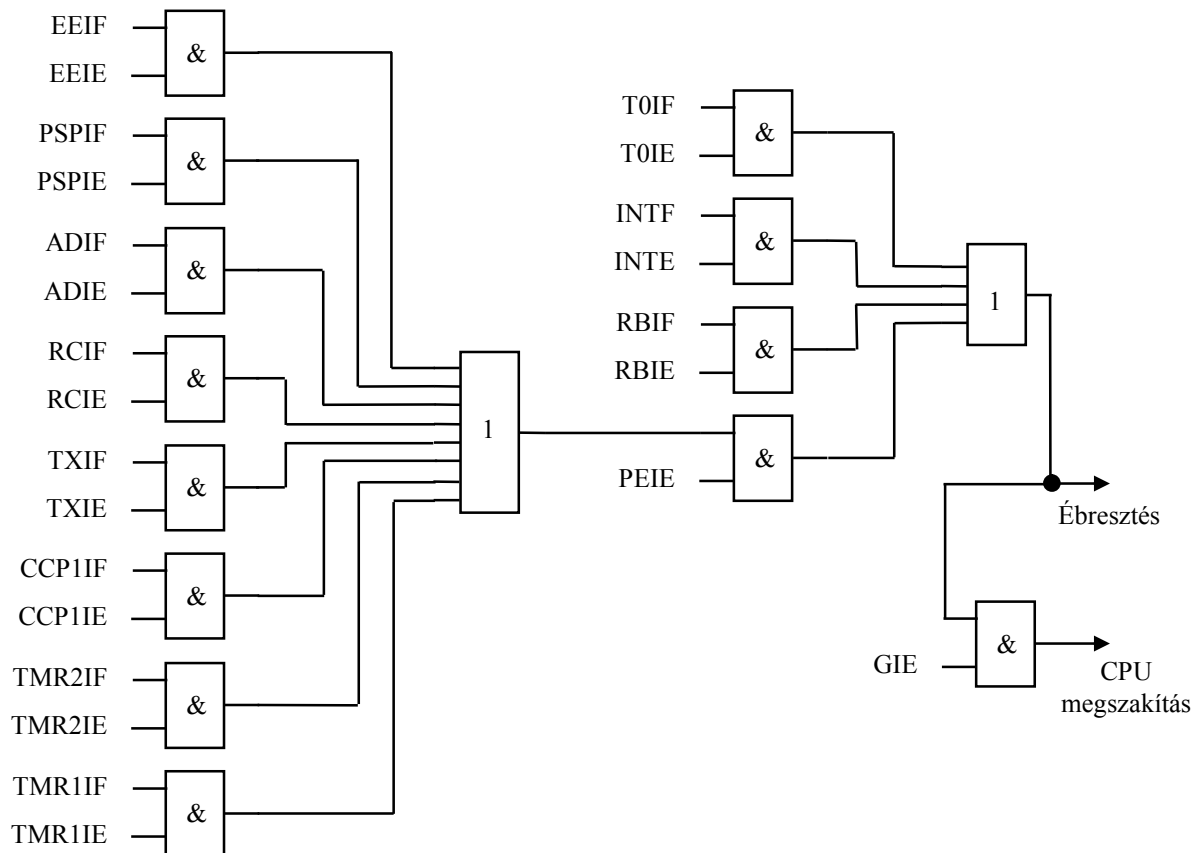 EEIF
&
EEIE
PSPIF
&
PSPIE
ADIF
&
ADIE
RCIF
&
RCIE
TXIF
&
TXIE
CCP1IF
&
CCP1IE
TMR2IF
&
TMR2IE
TMR1IF
&
TMR1IE
1
T0IF
&
T0IE
INTF
&
INTE
RBIF
&
RBIE
&
PEIE
1
Ébresztés
&
GIE
CPU
megszakítás